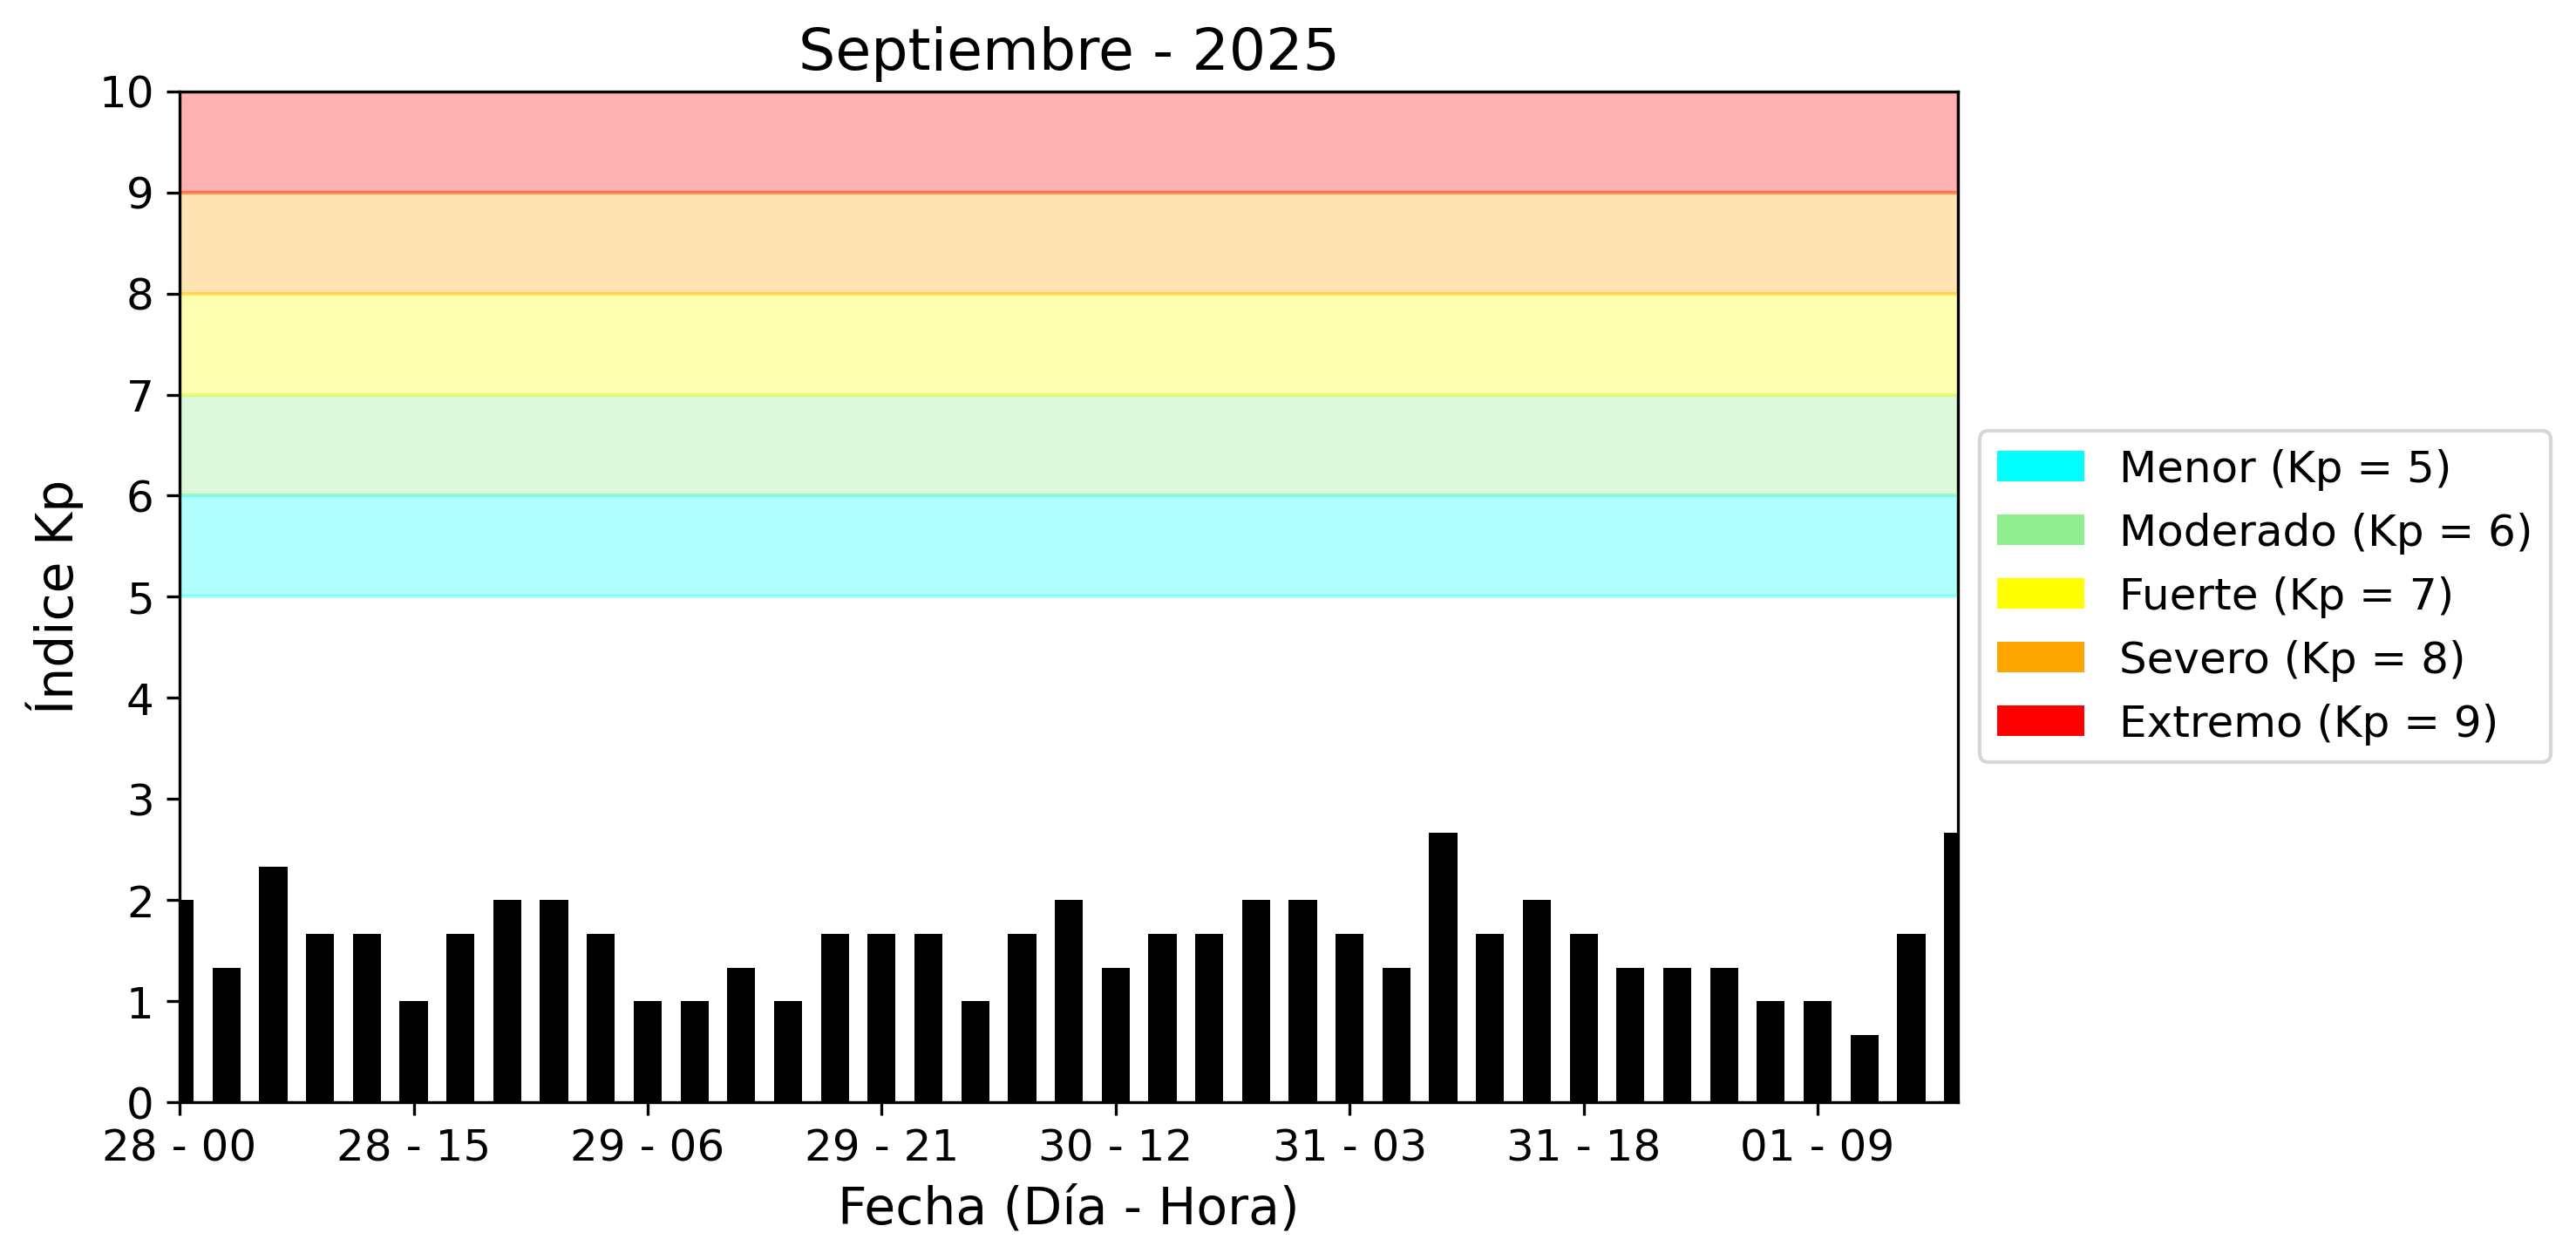 Septiembre - 2025
10
9
8
7
6
5
4
3
2
1
0
Índice Kp
28 - 00
28 - 15
29 - 06
29 - 21
30 - 12
31 - 03
31 - 18
01 - 09
Fecha (Día - Hora)
Menor (Kp = 5)
Moderado (Kp = 6)
Fuerte (Kp = 7)
Severo (Kp = 8)
Extremo (Kp = 9)